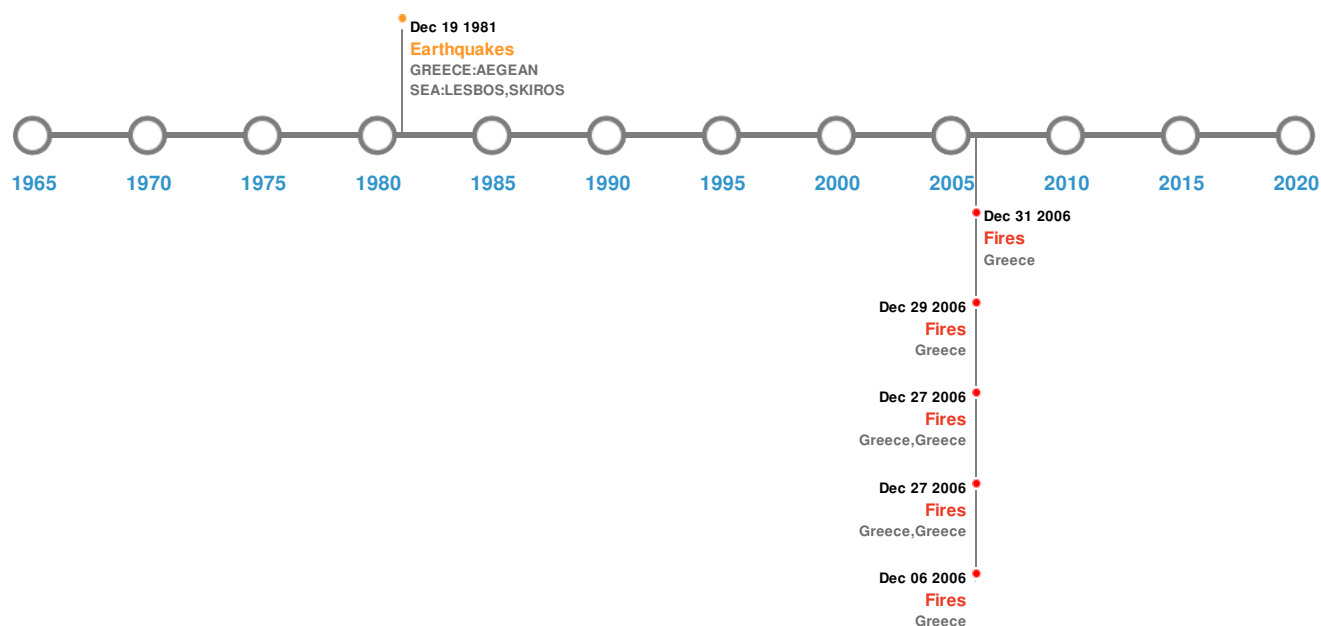 Dec 19 1981
Earthquakes
GREECE:AEGEAN
SEA:LESBOS,SKIROS
1965 1970 1975 1980 1985 1990 1995 2000 2005 2010 2015 2020
Dec 31 2006
Fires
Greece
Dec 29 2006
Fires
Greece
Dec 27 2006
Fires
Greece,Greece
Dec 27 2006
Fires
Greece,Greece
Dec 06 2006
Fires
Greece